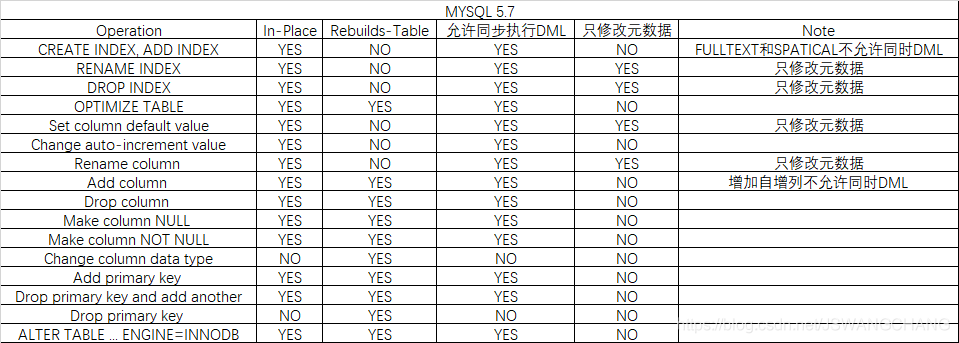 MYSQL 5.7
Operation In-Place Rebuilds-Table 允许同步执行DML 只修改元数据 Note
CREATE INDEX, ADD INDEX YES NO YES NO FULLTEXT和SPATICAL不允许同时DML
RENAME INDEX YES NO YES YES 只修改元数据
DROP INDEX YES NO YES YES 只修改元数据
OPTIMIZE TABLE YES YES YES NO
Set column default value YES NO YES YES 只修改元数据
Change auto-increment value YES NO YES NO
Rename column YES NO YES YES 只修改元数据
Add column YES YES YES NO 增加自增列不允许同时DML
Drop column YES YES YES NO
Make column NULL YES YES YES NO
Make column NOT NULL YES YES YES NO
Change column data type NO YES NO NO
Add primary key YES YES YES NO
Drop primary key and add another YES YES YES NO
Drop primary key NO YES NO NO
ALTER TABLE ... ENGINE=INNODB YES YES YES NO